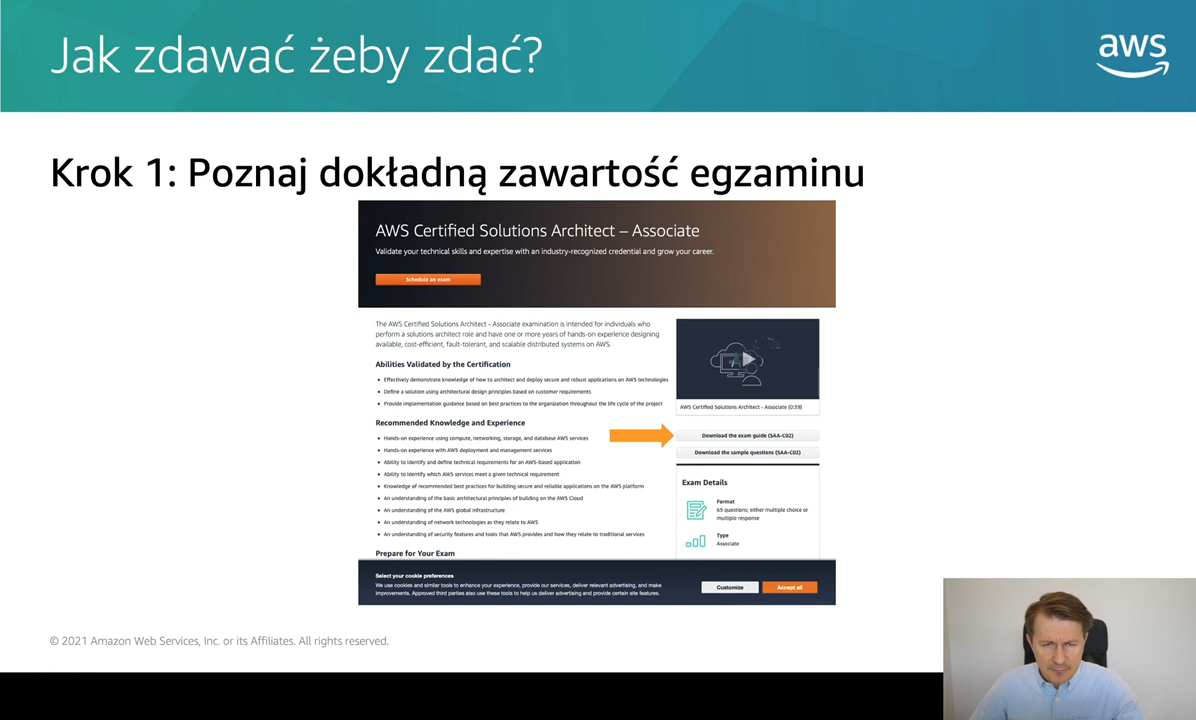 Jak zdawać żeby zdać?
aws
Krok 1: Poznaj dokładną zawartość egzaminu
AWS Certified Solutions Architect – Associate
Validate your technical skills and expertise with an industry-recognized credential and grow your career.
Schedule an exam
The AWS Certified Solutions Architect - Associate examination is intended for individuals who
perform a solutions architect role and have one or more years of hands-on experience designing
available, cost-efficient, fault-tolerant, and scalable distributed systems on AWS.
Abilities Validated by the Certification
• Effectively demonstrate knowledge of how to architect and deploy secure and robust applications on AWS technologies
• Define a solution using architectural design principles based on customer requirements
• Provide implementation guidance based on best practices to the organization throughout the life cycle of the project
Recommended Knowledge and Experience
• Hands-on experience using compute, networking, storage, and database AWS services
• Hands-on experience with AWS deployment and management services
• Ability to identify and define technical requirements for an AWS-based application
• Ability to identify which AWS services meet a given technical requirement
• Knowledge of recommended best practices for building secure and reliable applications on the AWS platform
• An understanding of the basic architectural principles of building on the AWS Cloud
• An understanding of the AWS global infrastructure
• An understanding of network technologies as they relate to AWS
• An understanding of security features and tools that AWS provides and how they relate to traditional services
Prepare for Your Exam
AWS Certified Solutions Architect - Associate (0:39)
Download the exam guide (SAA-C02)
Download the sample questions (SAA-C02)
Exam Details
Format
65 questions; either multiple choice or
multiple response
Type
Associate
Select your cookie preferences
We use cookies and similar tools to enhance your experience, provide our services, deliver relevant advertising, and make
improvements. Approved third parties also use these tools to help us deliver advertising and provide certain site features.
Customize
Accept all
© 2021 Amazon Web Services, Inc. or its Affiliates. All rights reserved.